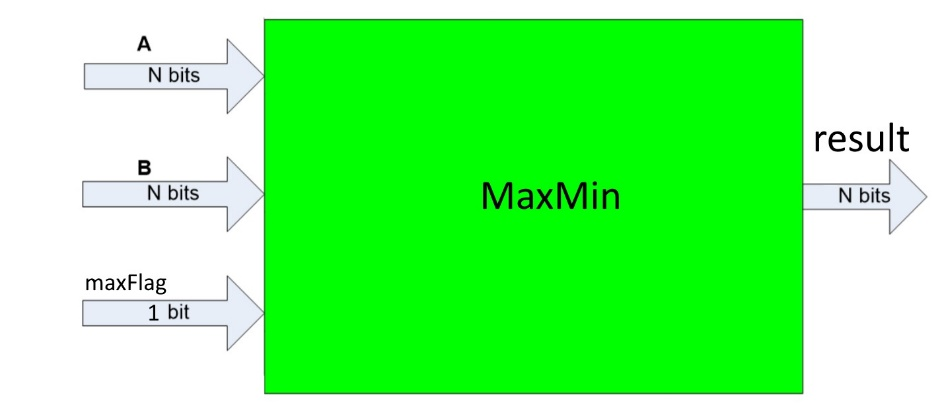 A
N bits
B
N bits
maxFlag
1 bit
MaxMin
result
N bits